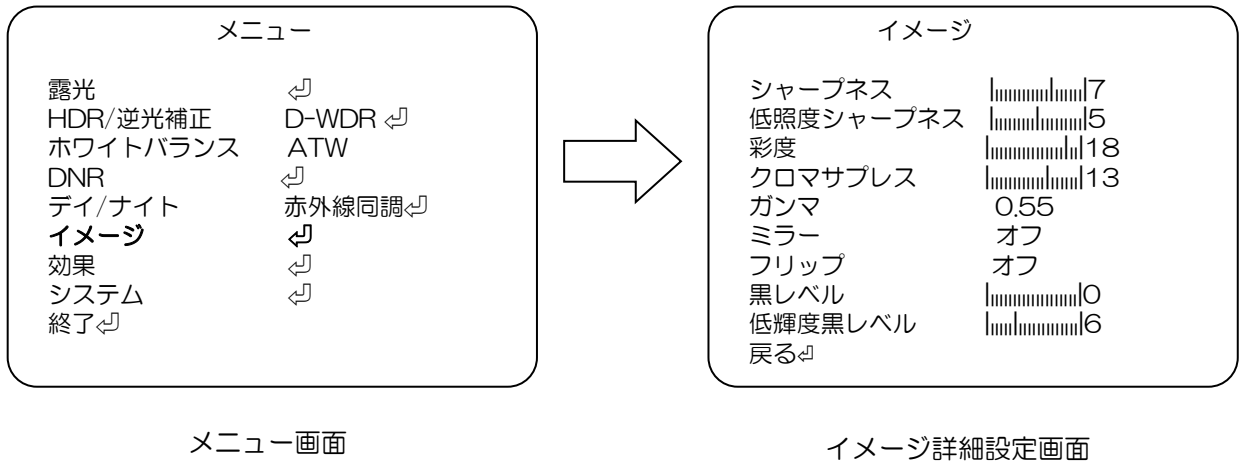 メニュー
露光 ⏎
HDR/逆光補正 D-WDR ⏎
ホワイトバランス ATW
DNR ⏎
デイ/ナイト 赤外線同調⏎
イメージ ⏎
効果 ⏎
システム ⏎
終了⏎
メニュー画面
イメージ
シャープネス 7
低照度シャープネス 5
彩度 18
クロマサプレス 13
ガンマ 0.55
ミラー オフ
フリップ オフ
黒レベル 0
低輝度黒レベル 6
戻る⏎
イメージ詳細設定画面